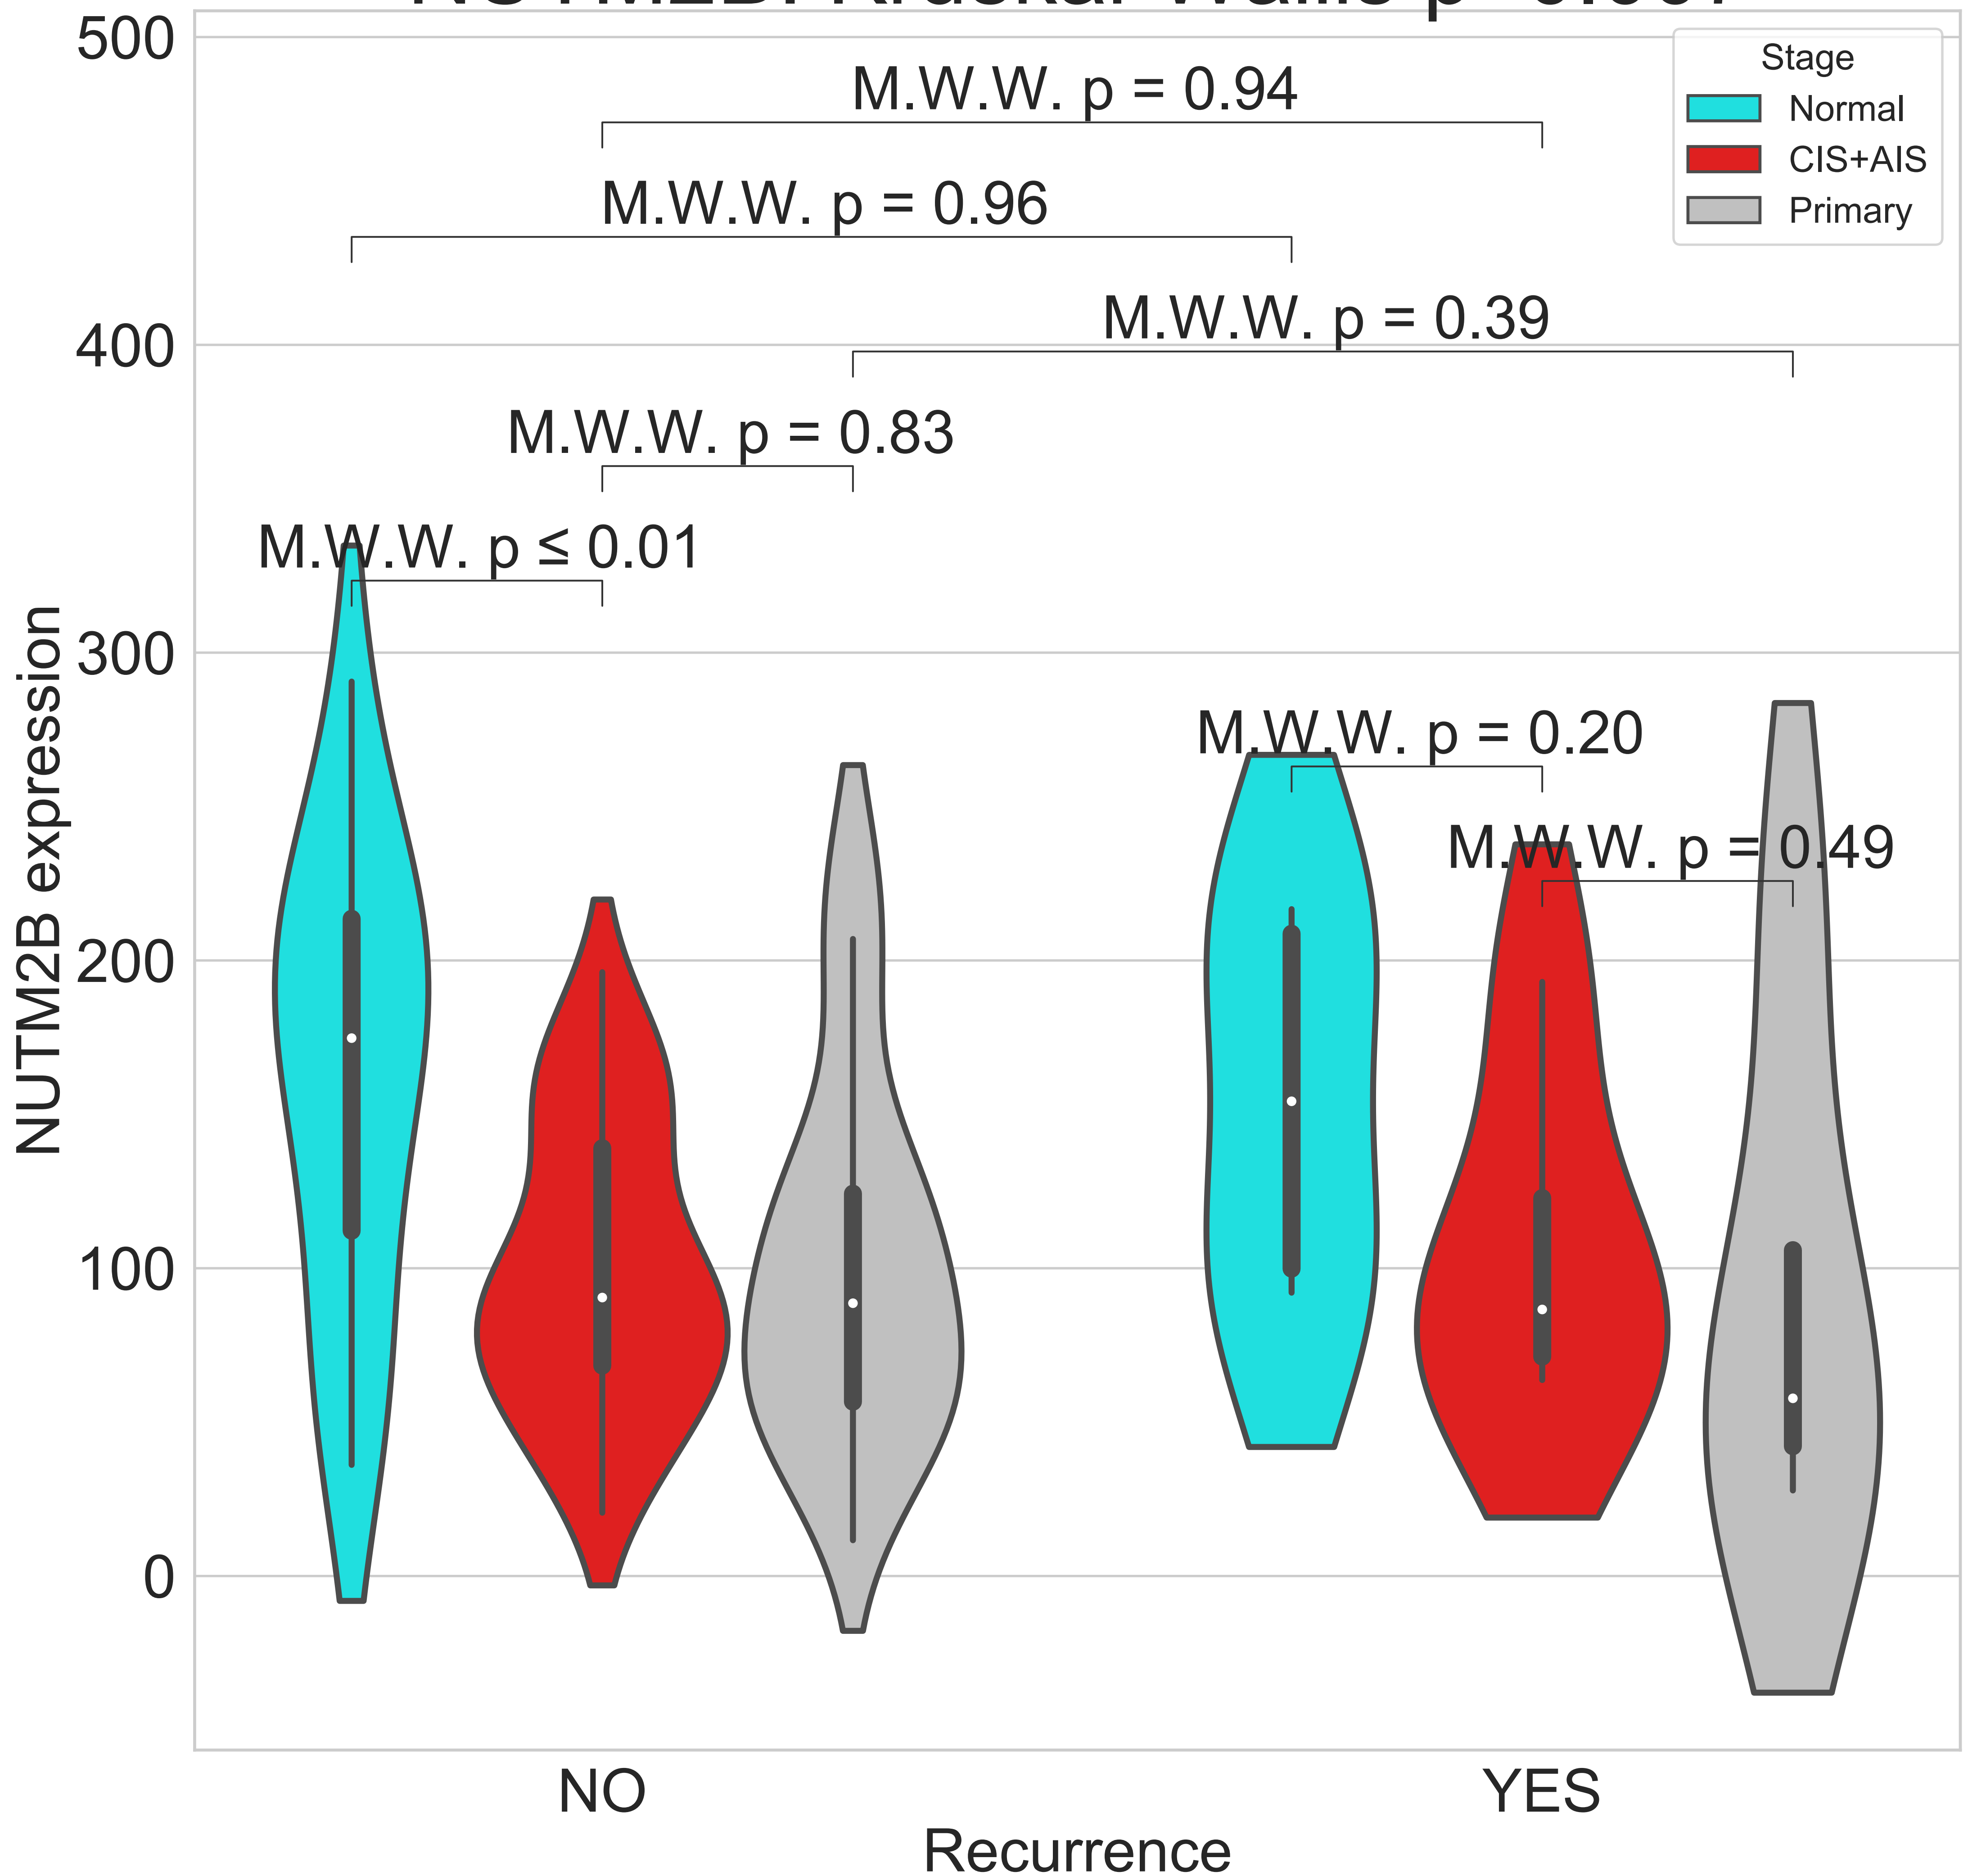 500
400
300
200
100
0
NUTM2B expression
Stage
Normal
CIS+AIS
Primary
M.W.W. p = 0.94
M.W.W. p = 0.96
M.W.W. p = 0.39
M.W.W. p = 0.83
M.W.W. p ≤ 0.01
M.W.W. p = 0.20
M.W.W. p = 0.49
NO
YES
Recurrence